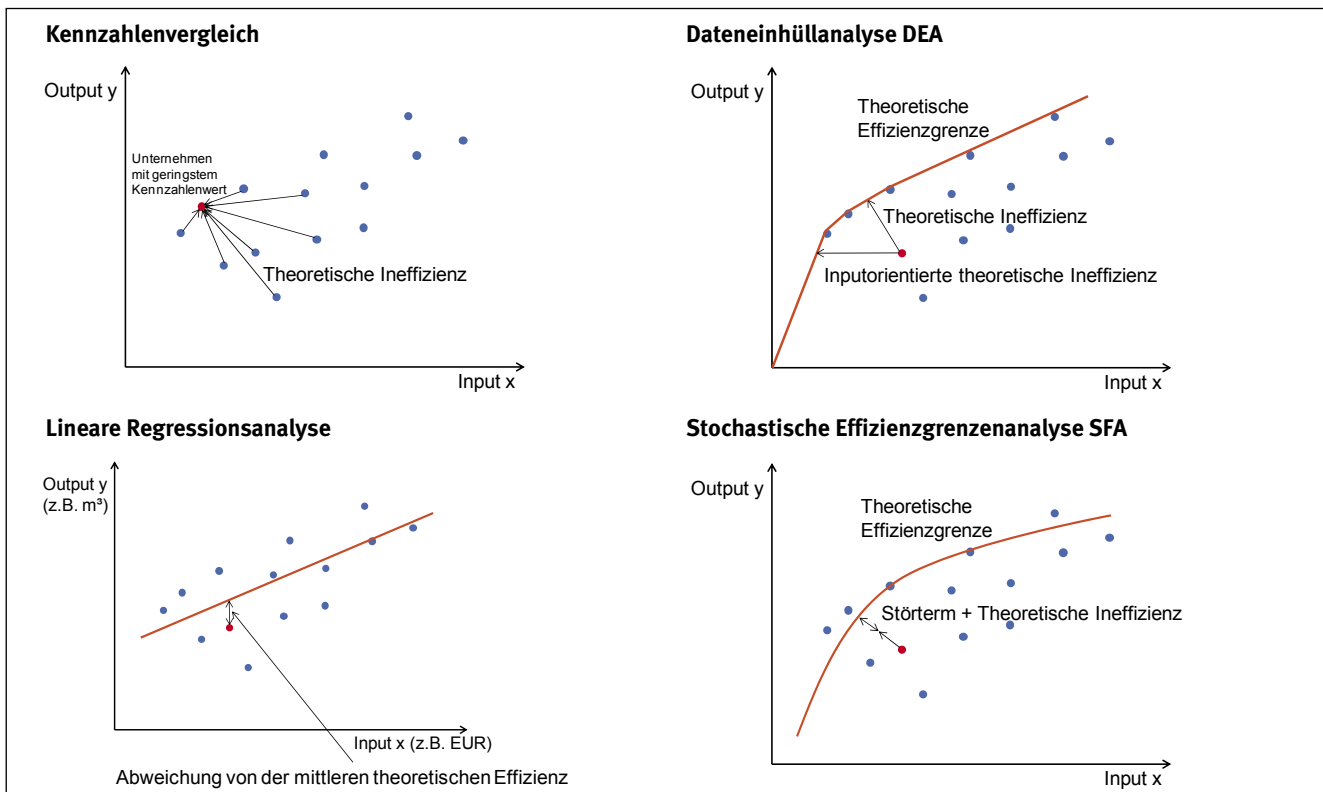 Kennzahlenvergleich
Output y
Unternehmen
mit geringstem
Kennzahlenwert
Theoretische Ineffizienz
Input x
Dateneinhüllanalyse DEA
Output y
Theoretische
Effizienzgrenze
Theoretische Ineffizienz
Inputorientierte theoretische Ineffizienz
Input x
Lineare Regressionsanalyse
Output y
(z.B. m³)
Input x (z.B. EUR)
Abweichung von der mittleren theoretischen Effizienz
Stochastische Effizienzgrenzenanalyse SFA
Output y
Theoretische
Effizienzgrenze
Störterm + Theoretische Ineffizienz
Input x